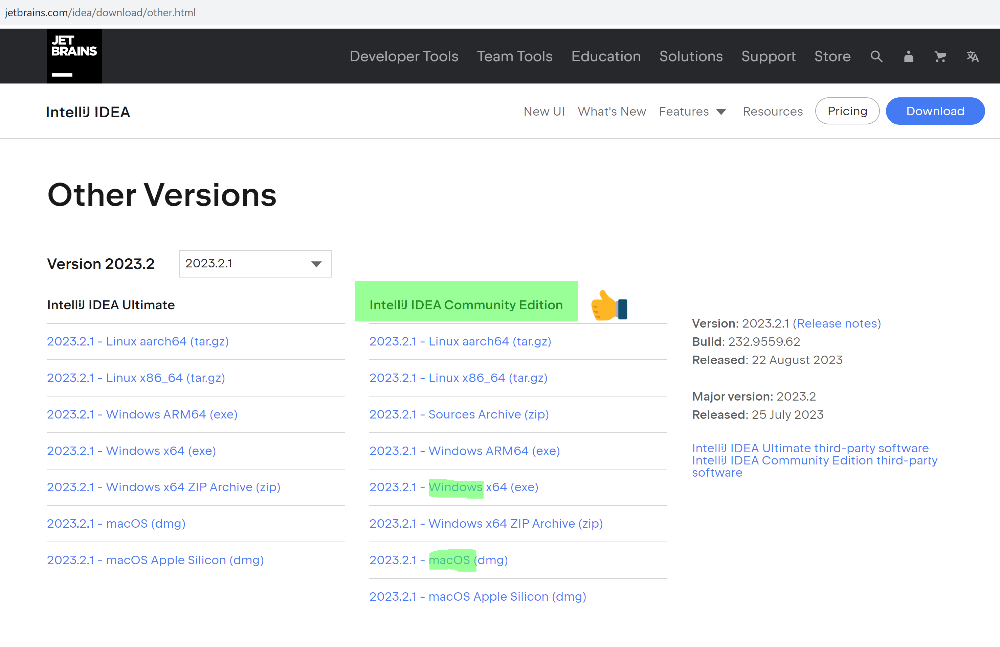 jetbrains.com/idea/download/other.html
JET
BRAINS
Developer Tools Team Tools Education Solutions Support Store
IntelliJ IDEA
New UI What's New Features Resources Pricing Download
Other Versions
Version 2023.2 2023.2.1
IntelliJ IDEA Ultimate
2023.2.1 - Linux aarch64 (tar.gz)
2023.2.1 - Linux x86_64 (tar.gz)
2023.2.1 - Windows ARM64 (exe)
2023.2.1 - Windows x64 (exe)
2023.2.1 - Windows x64 ZIP Archive (zip)
2023.2.1 - macOS (dmg)
2023.2.1 - macOS Apple Silicon (dmg)
IntelliJ IDEA Community Edition
2023.2.1 - Linux aarch64 (tar.gz)
2023.2.1 - Linux x86_64 (tar.gz)
2023.2.1 - Sources Archive (zip)
2023.2.1 - Windows ARM64 (exe)
2023.2.1 - Windows x64 (exe)
2023.2.1 - Windows x64 ZIP Archive (zip)
2023.2.1 - macOS (dmg)
2023.2.1 - macOS Apple Silicon (dmg)
Version: 2023.2.1 (Release notes)
Build: 232.9559.62
Released: 22 August 2023
Major version: 2023.2
Released: 25 July 2023
IntelliJ IDEA Ultimate third-party software
IntelliJ IDEA Community Edition third-party
software